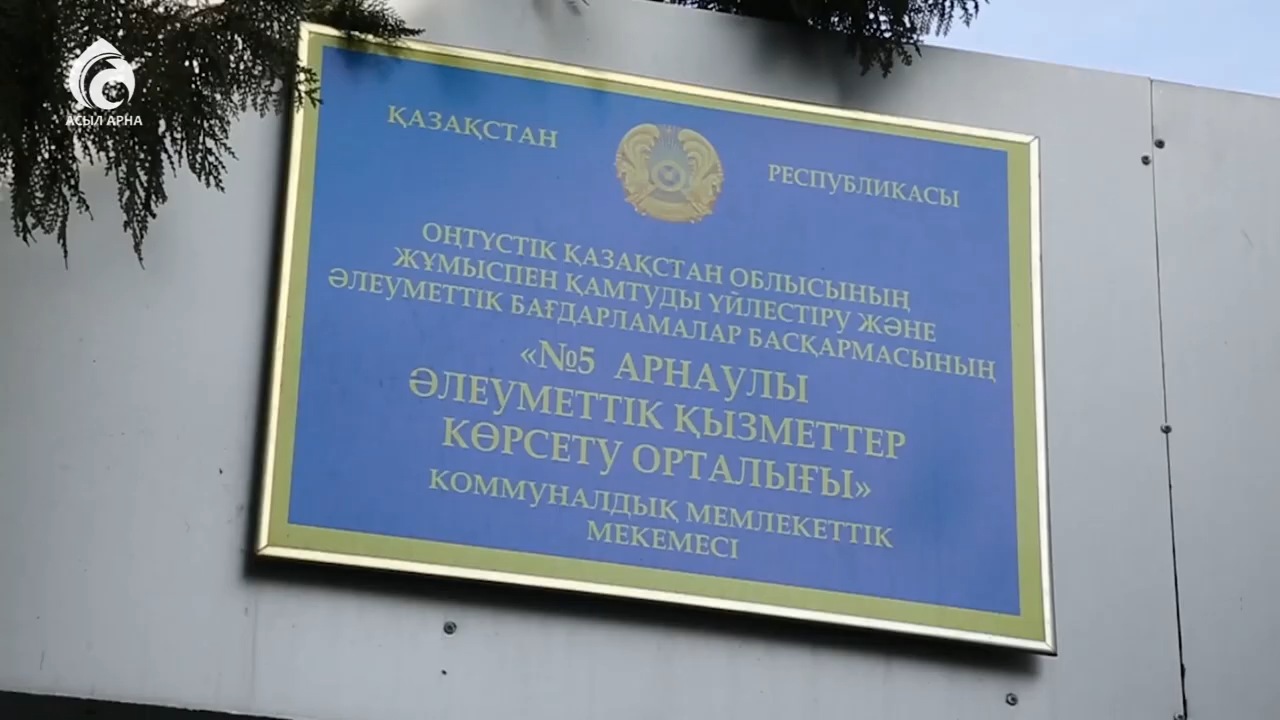 АСЫЛ АРНА
ҚАЗАҚСТАН
РЕСПУБЛИКАСЫ
ОҢТҮСТІК ҚАЗАҚСТАН ОБЛЫСЫНЫҢ
ЖҰМЫСПЕН ҚАМТУДЫ ҮЙЛЕСТІРУ ЖӘНЕ
ӘЛЕУМЕТТІК БАҒДАРЛАМАЛАР БАСҚАРМАСЫНЫҢ
«№5 АРНАУЛЫ
ӘЛЕУМЕТТІК ҚЫЗМЕТТЕР
КӨРСЕТУ ОРТАЛЫҒЫ»
КОММУНАЛДЫҚ МЕМЛЕКЕТТІК
МЕКЕМЕСІ